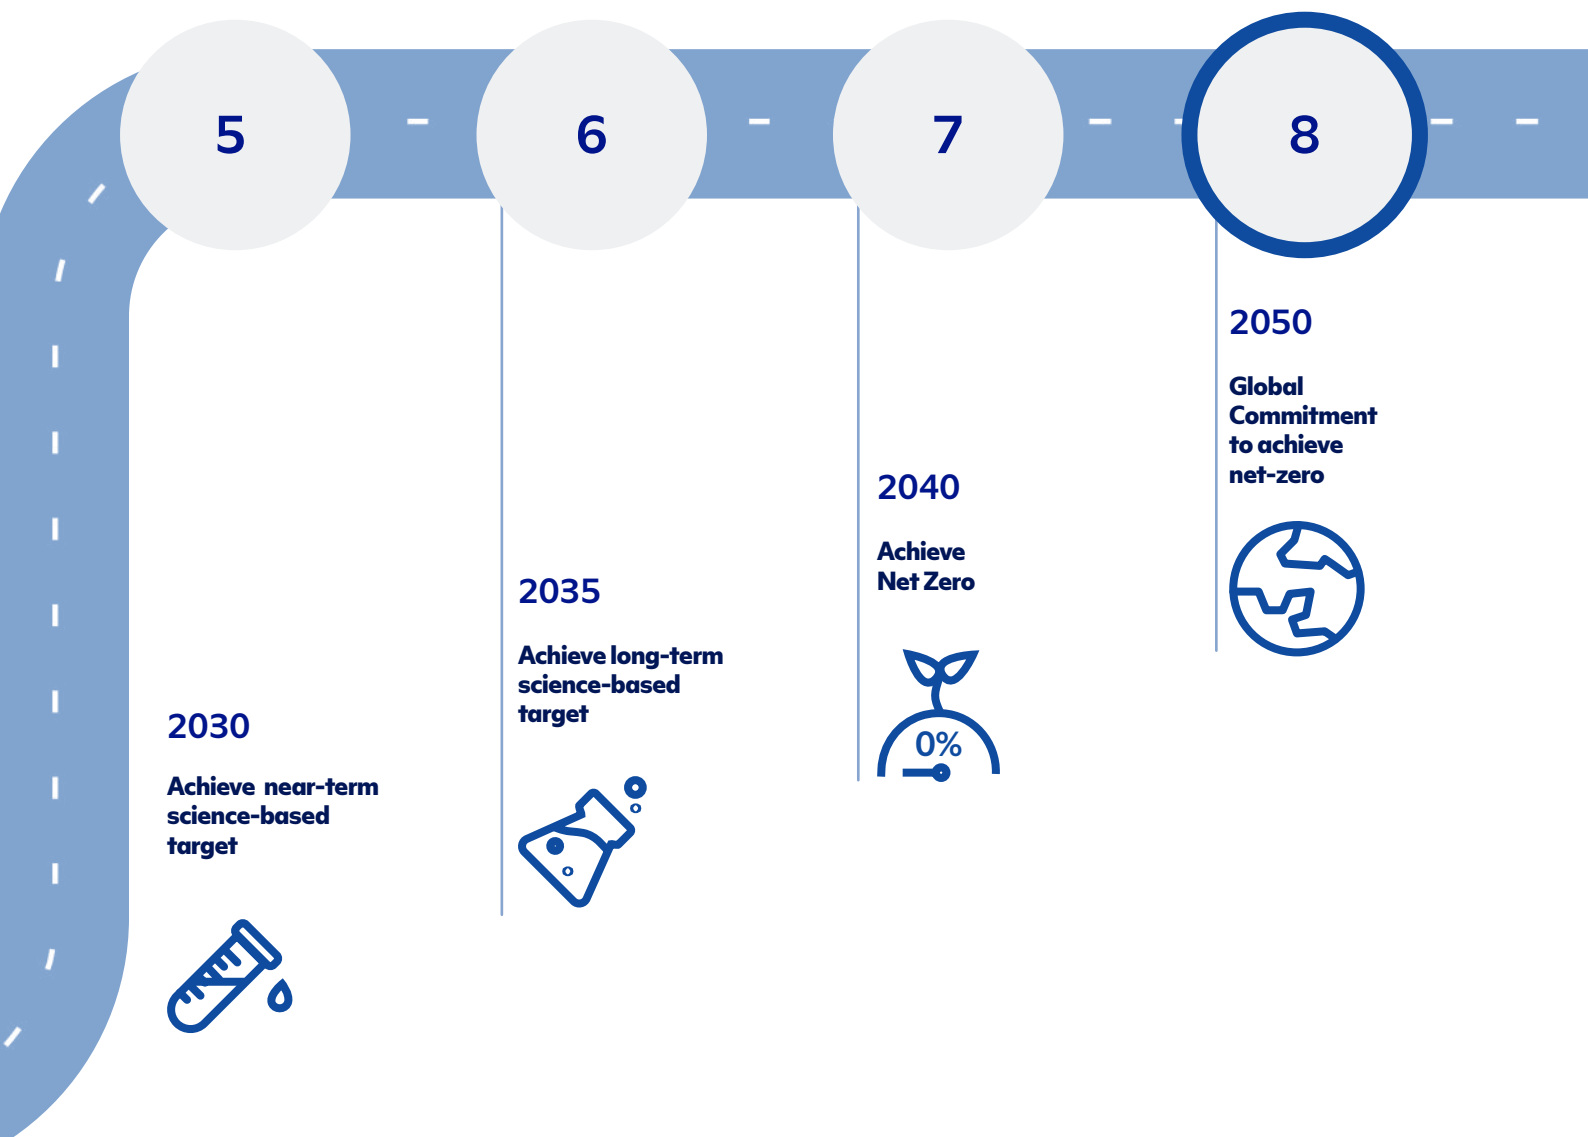 5
6
7
8
2030
Achieve near-term
science-based
target
2035
Achieve long-term
science-based
target
2040
Achieve
Net Zero
0%
2050
Global
Commitment
to achieve
net-zero